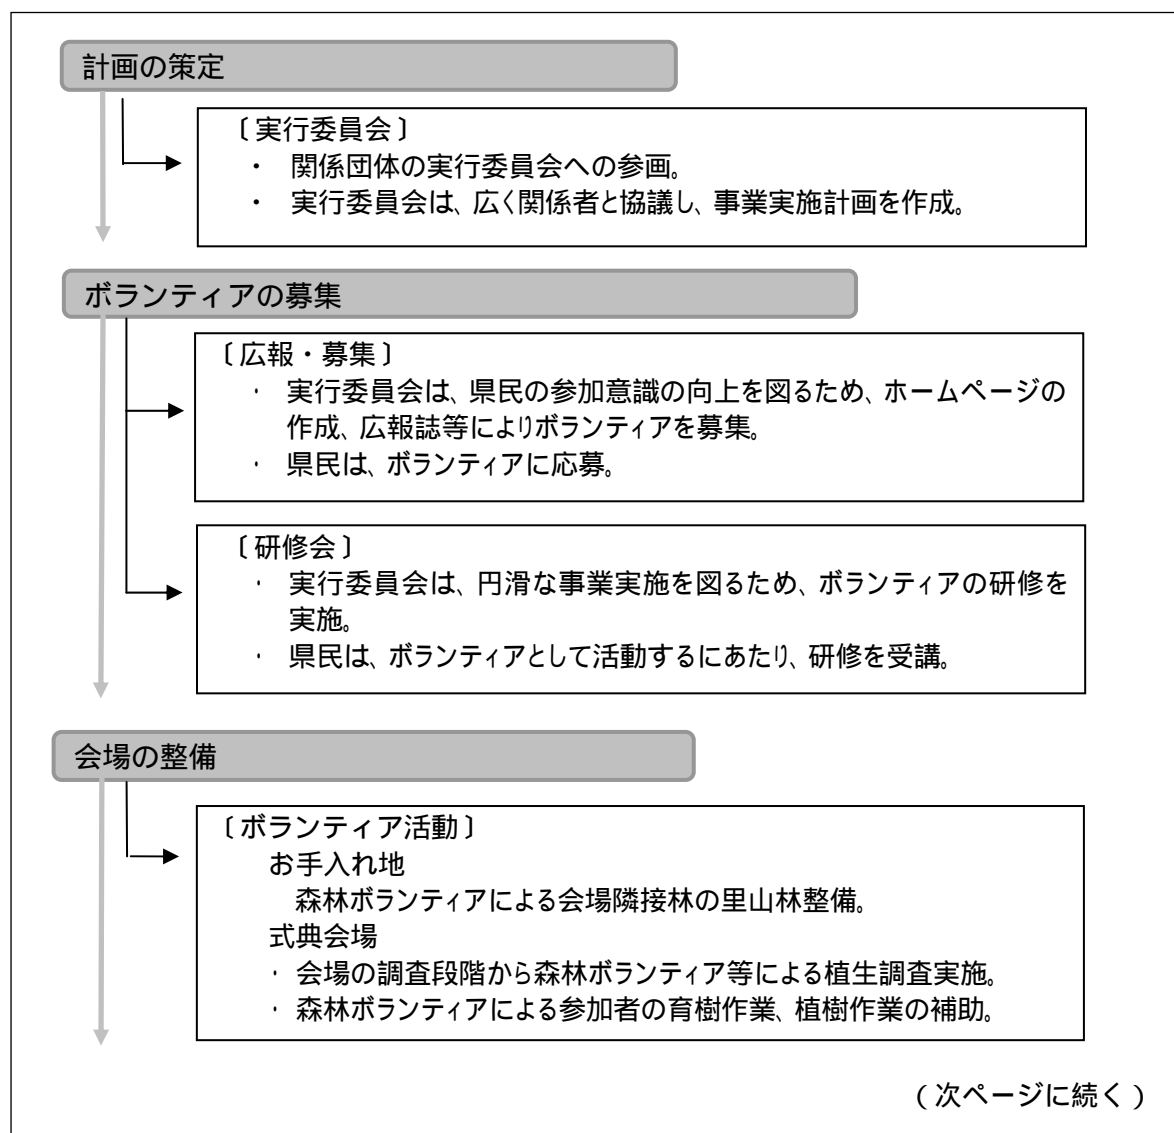 計画の策定
〔実行委員会〕
・ 関係団体の実行委員会への参画。
・ 実行委員会は、広く関係者と協議し、事業実施計画を作成。
ボランティアの募集
〔広報・募集〕
・ 実行委員会は、県民の参加意識の向上を図るため、ホームページの
作成、広報誌等によりボランティアを募集。
・ 県民は、ボランティアに応募。
〔研修会〕
・ 実行委員会は、円滑な事業実施を図るため、ボランティアの研修を
実施。
・ 県民は、ボランティアとして活動するにあたり、研修を受講。
会場の整備
〔ボランティア活動〕
お手入れ地
森林ボランティアによる会場隣接林の里山林整備。
式典会場
・ 会場の調査段階から森林ボランティア等による植生調査実施。
・ 森林ボランティアによる参加者の育樹作業、植樹作業の補助。
（次ページに続く）